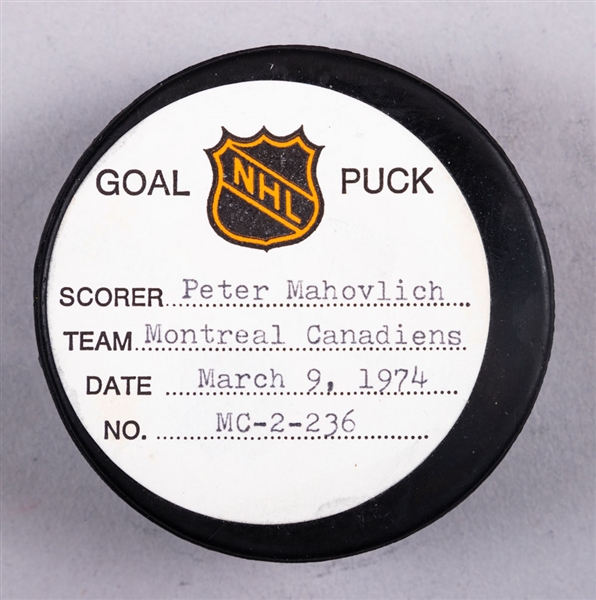 GOAL NHL PUCK
SCORER Peter Mahovlich
TEAM Montreal Canadiens
DATE March 9, 1974
NO. MC-2-236